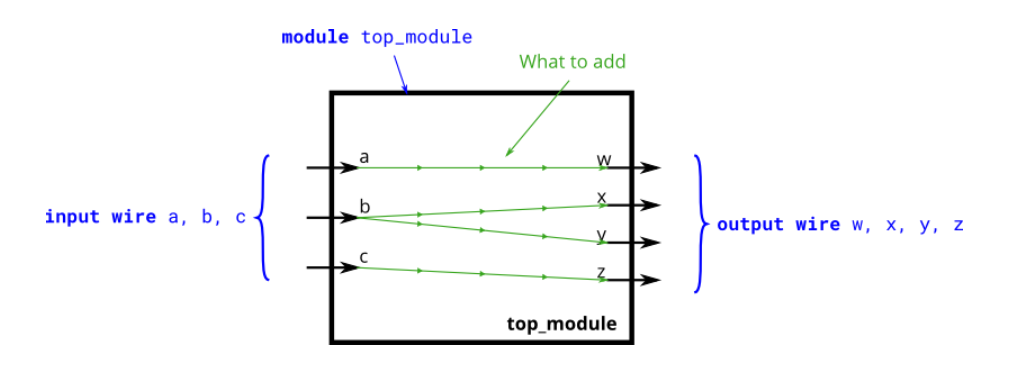 module top_module
What to add
a
w
x
b
input wire a, b, c
output wire w, x, y, z
y
c
z
top_module